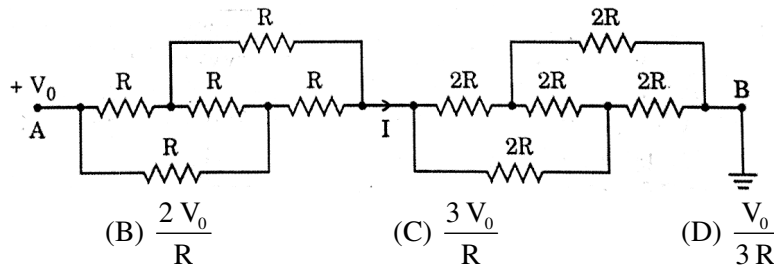 R 2R
+ V₀ R R R 2R 2R 2R B
A I
R 2R
(B) 2 V₀ / R (C) 3 V₀ / R (D) V₀ / 3 R